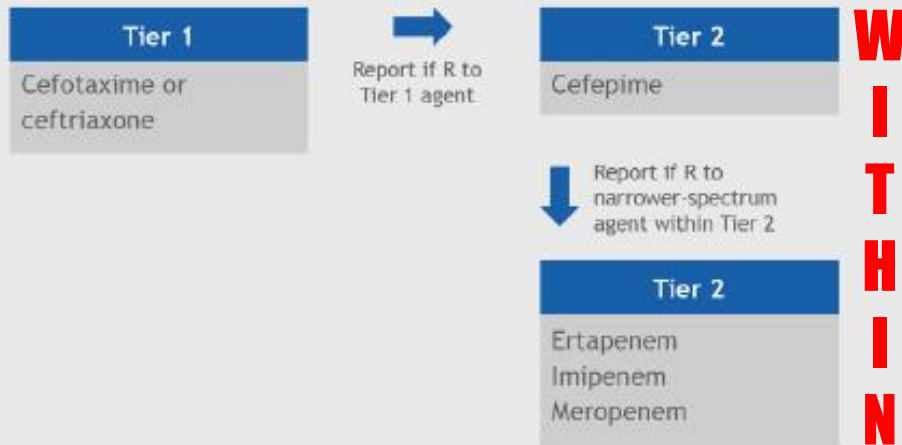 Tier 1
Cefotaxime or
ceftriaxone
Report if R to
Tier 1 agent
Tier 2
Cefepime
Report if R to
narrower-spectrum
agent within Tier 2
Tier 2
Ertapenem
Imipenem
Meropenem
W
I
T
H
I
N